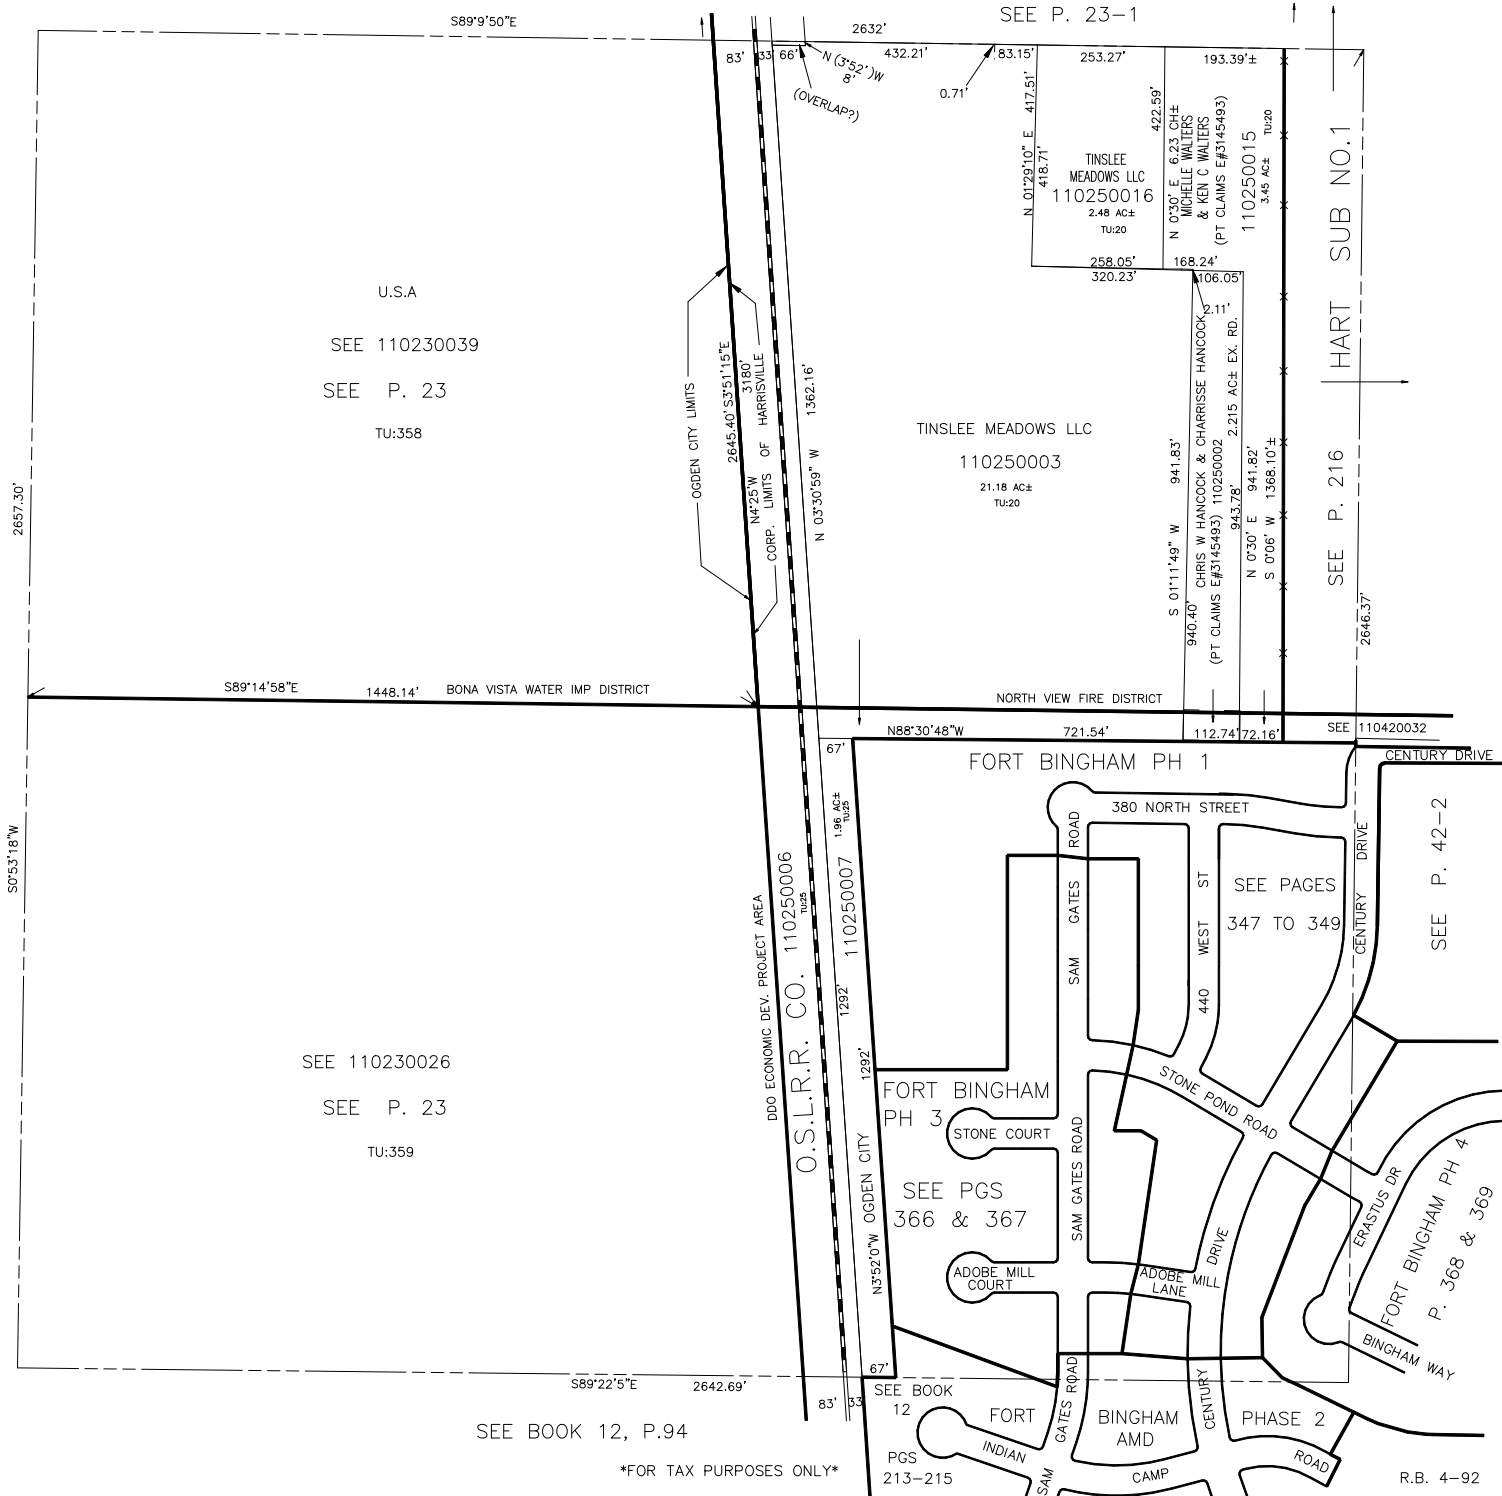 SEE P. 23-1
S89°9'50"E
2632'
83'
33'
66'
N (3°52')W
8'
(OVERLAP?)
432.21'
0.71'
83.15'
253.27'
193.39'±
N 01°29'10" E 417.51'
418.71'
422.59'
TINSLEE
MEADOWS LLC
110250016
2.48 AC±
TU:20
N 0°30' E 6.23 CH±
MICHELLE WALTERS
& KEN C WALTERS
(PT CLAIMS E#3145493)
110250015
3.45 AC±
TU:20
258.05'
320.23'
168.24'
106.05'
2.11'
HART SUB NO.1
SEE P. 216
U.S.A
SEE 110230039
SEE P. 23
TU:358
2657.30'
OGDEN CITY LIMITS
2645.40' S3°51'15"E
3180'
N4°25'W
CORP. LIMITS OF HARRISVILLE
N 03°30'59" W 1362.16'
TINSLEE MEADOWS LLC
110250003
21.18 AC±
TU:20
S 01°11'49" W 941.83'
940.40'
CHRIS W HANCOCK & CHARRISSE HANCOCK
(PT CLAIMS E#3145493) 110250002
2.215 AC± EX. RD.
943.78'
N 0°30' E 941.82'
S 0°06' W 1368.10'±
2646.37'
S89°14'58"E
1448.14'
BONA VISTA WATER IMP DISTRICT
NORTH VIEW FIRE DISTRICT
N88°30'48"W
721.54'
112.74'
72.16'
SEE 110420032
67'
FORT BINGHAM PH 1
CENTURY DRIVE
380 NORTH STREET
SAM GATES ROAD
440 WEST ST
SEE PAGES
347 TO 349
CENTURY DRIVE
SEE P. 42-2
S0°53'18"W
1.96 AC±
TU:25
110250007
1292'
1292'
N3°52'0"W OGDEN CITY
DDO ECONOMIC DEV. PROJECT AREA
O.S.L.R.R. CO. 110250006
TU:25
SEE 110230026
SEE P. 23
TU:359
FORT BINGHAM
PH 3
STONE COURT
SEE PGS
366 & 367
SAM GATES ROAD
STONE POND ROAD
ADOBE MILL
COURT
ADOBE MILL
LANE
CENTURY DRIVE
ERASTUS DR
FORT BINGHAM PH 4
P. 368 & 369
BINGHAM WAY
S89°22'5"E
2642.69'
67'
83'
33'
SEE BOOK
12
PGS
213-215
FORT BINGHAM
AMD
PHASE 2
SAM GATES ROAD
INDIAN CAMP ROAD
SEE BOOK 12, P.94
*FOR TAX PURPOSES ONLY*
R.B. 4-92